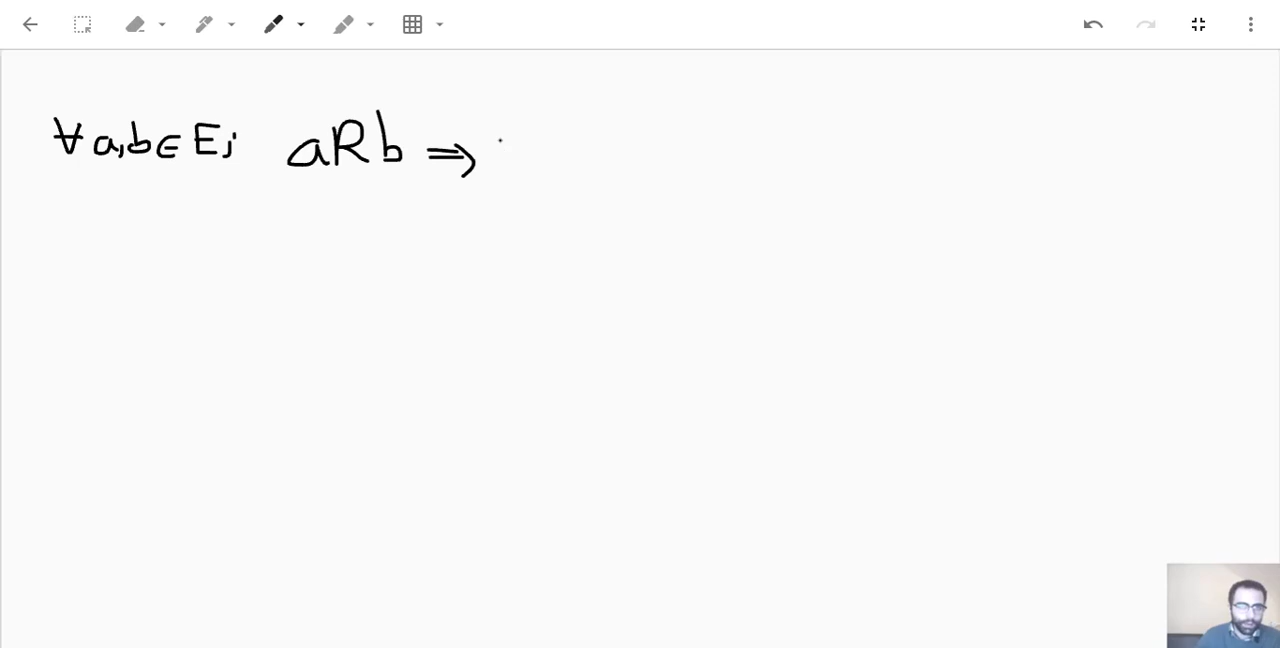 ∀ a,b ∈ E; aRb ⇒